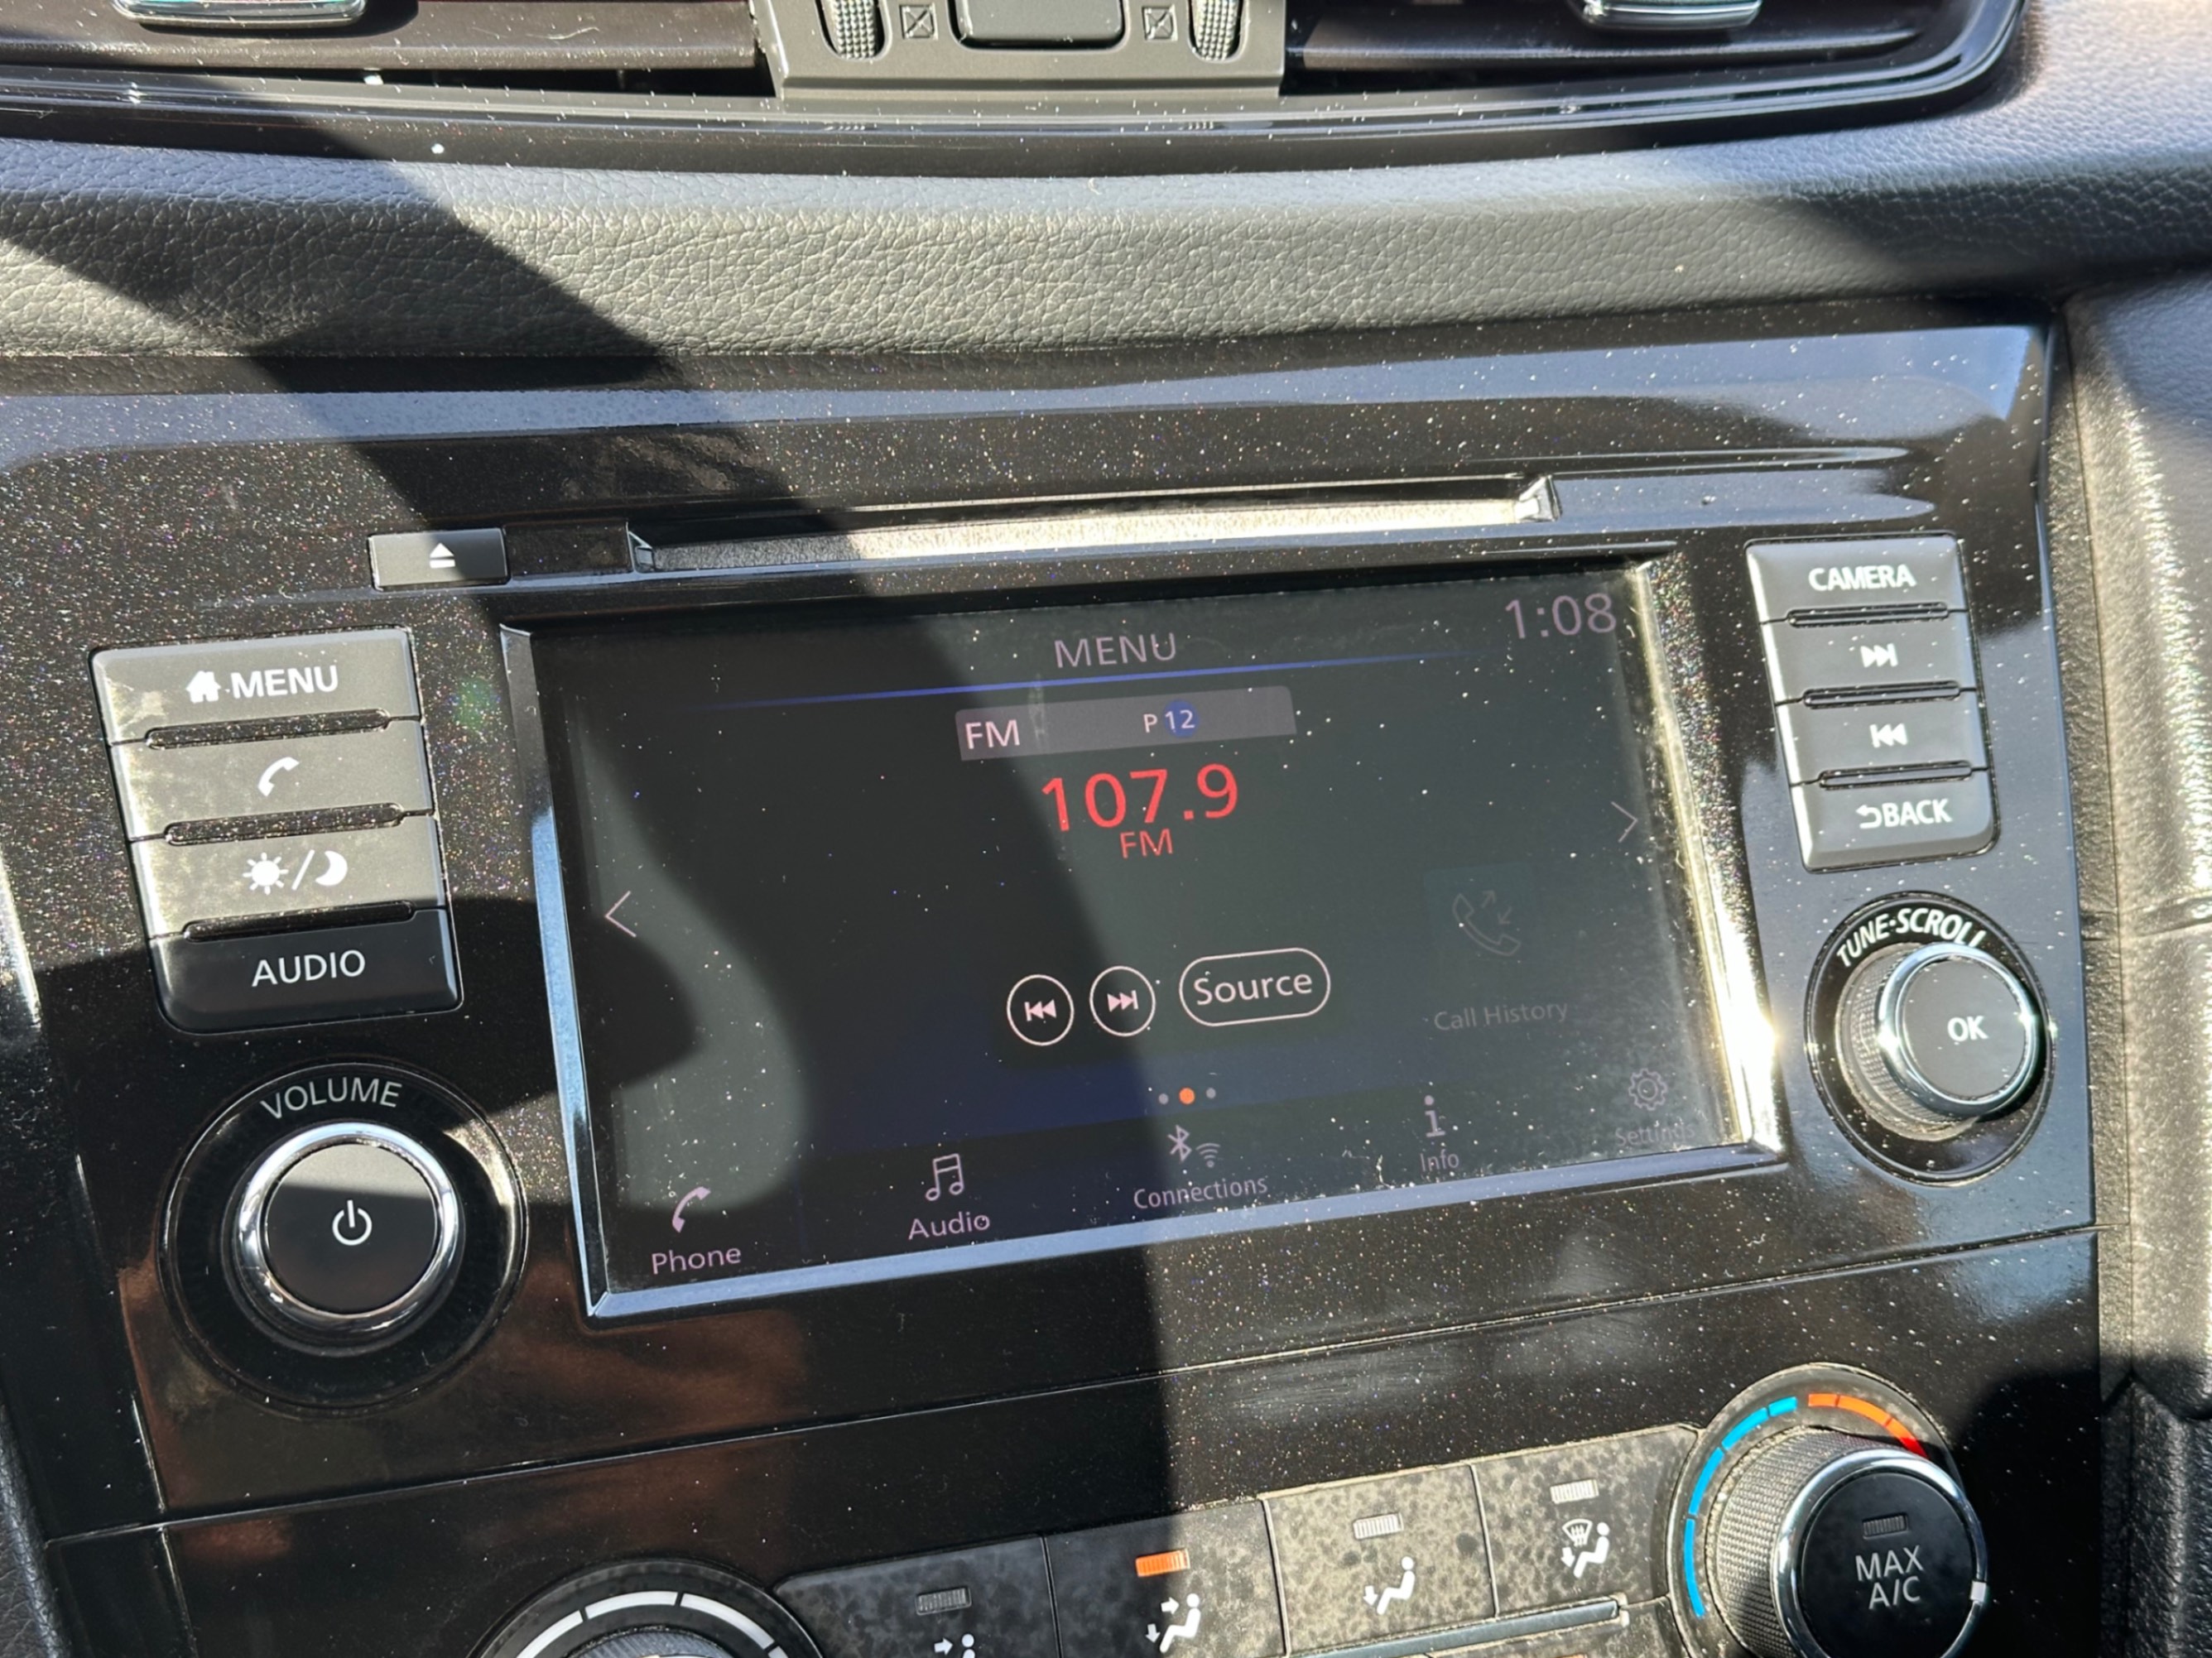 MENU
AUDIO
VOLUME
MENU
1:08
FM P 12
107.9
FM
Source
Call History
Phone
Audio
Connections
Info
Settings
CAMERA
BACK
TUNE·SCROLL
OK
MAX
A/C